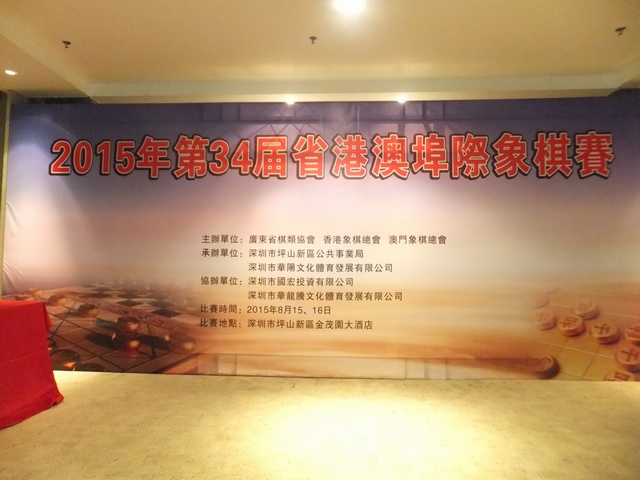 2015年第34届省港澳埠際象棋賽
主辦單位：廣東省棋類協會 香港象棋總會 澳門象棋總會
承辦單位：深圳市坪山新區公共事業局
深圳市華陽文化體育發展有限公司
協辦單位：深圳市國宏投資有限公司
深圳市華龍騰文化體育發展有限公司
比賽時間：2015年8月15、16日
比賽地點：深圳市坪山新區金茂園大酒店